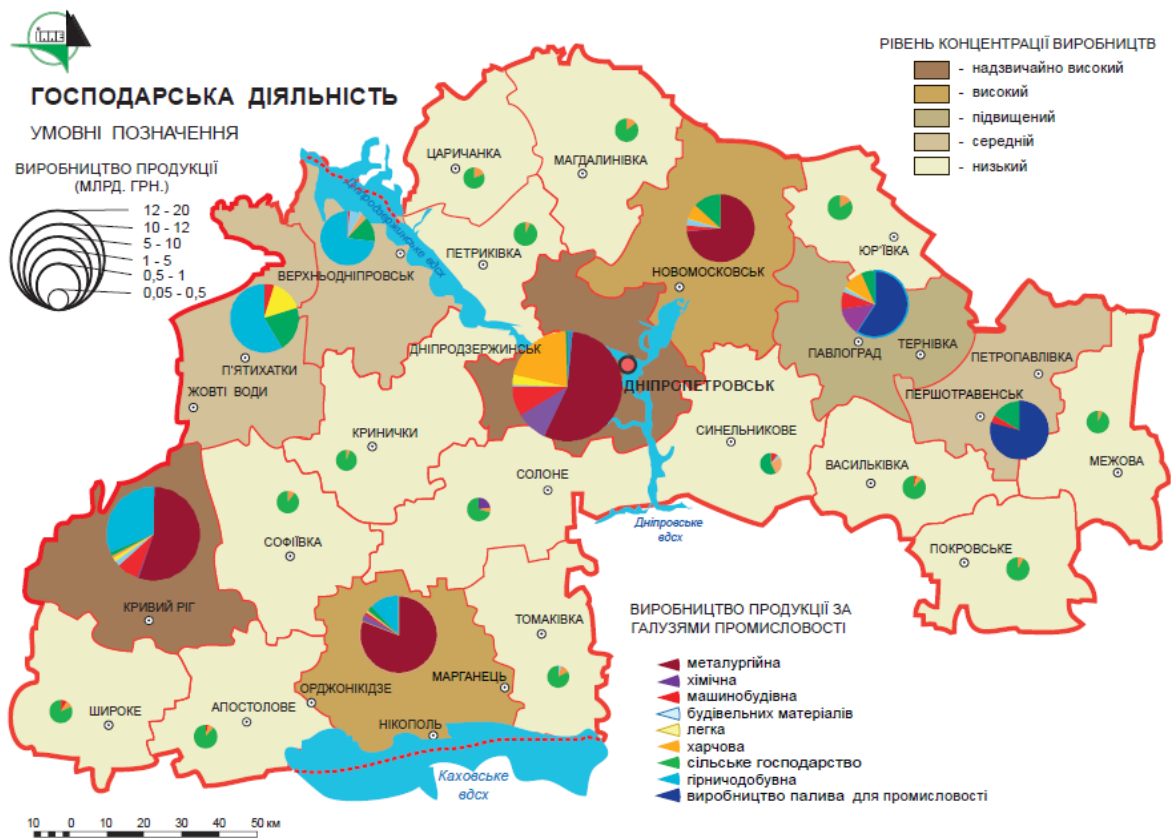 ІППЕ
ГОСПОДАРСЬКА ДІЯЛЬНІСТЬ
УМОВНІ ПОЗНАЧЕННЯ
ВИРОБНИЦТВО ПРОДУКЦІЇ
(МЛРД. ГРН.)
12 - 20
10 - 12
5 - 10
1 - 5
0,5 - 1
0,05 - 0,5
РІВЕНЬ КОНЦЕНТРАЦІЇ ВИРОБНИЦТВ
- надзвичайно високий
- високий
- підвищений
- середній
- низький
ЦАРИЧАНКА
МАГДАЛИНІВКА
Дніпродзержинське вдсх
ПЕТРИКІВКА
ЮР'ЇВКА
ВЕРХНЬОДНІПРОВСЬК
НОВОМОСКОВСЬК
ДНІПРОДЗЕРЖИНСЬК
ПАВЛОГРАД
ТЕРНІВКА
ПЕТРОПАВЛІВКА
П'ЯТИХАТКИ
ДНІПРОПЕТРОВСЬК
ЖОВТІ ВОДИ
ПЕРШОТРАВЕНСЬК
КРИНИЧКИ
СИНЕЛЬНИКОВЕ
МЕЖОВА
ВАСИЛЬКІВКА
СОЛОНЕ
Дніпровське
вдсх
СОФІЇВКА
ПОКРОВСЬКЕ
КРИВИЙ РІГ
ТОМАКІВКА
МАРГАНЕЦЬ
ОРДЖОНІКІДЗЕ
ШИРОКЕ
АПОСТОЛОВЕ
НІКОПОЛЬ
Каховське
вдсх
ВИРОБНИЦТВО ПРОДУКЦІЇ ЗА
ГАЛУЗЯМИ ПРОМИСЛОВОСТІ
металургійна
хімічна
машинобудівна
будівельних матеріалів
легка
харчова
сільське господарство
гірничодобувна
виробництво палива для промисловості
10 0 10 20 30 40 50 км